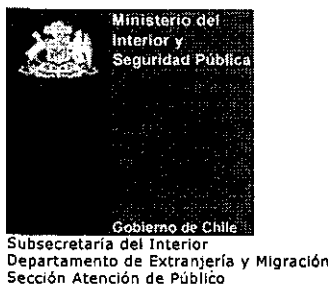 Ministerio del
Interior y
Seguridad Pública
Gobierno de Chile
Subsecretaría del Interior
Departamento de Extranjería y Migración
Sección Atención de Público